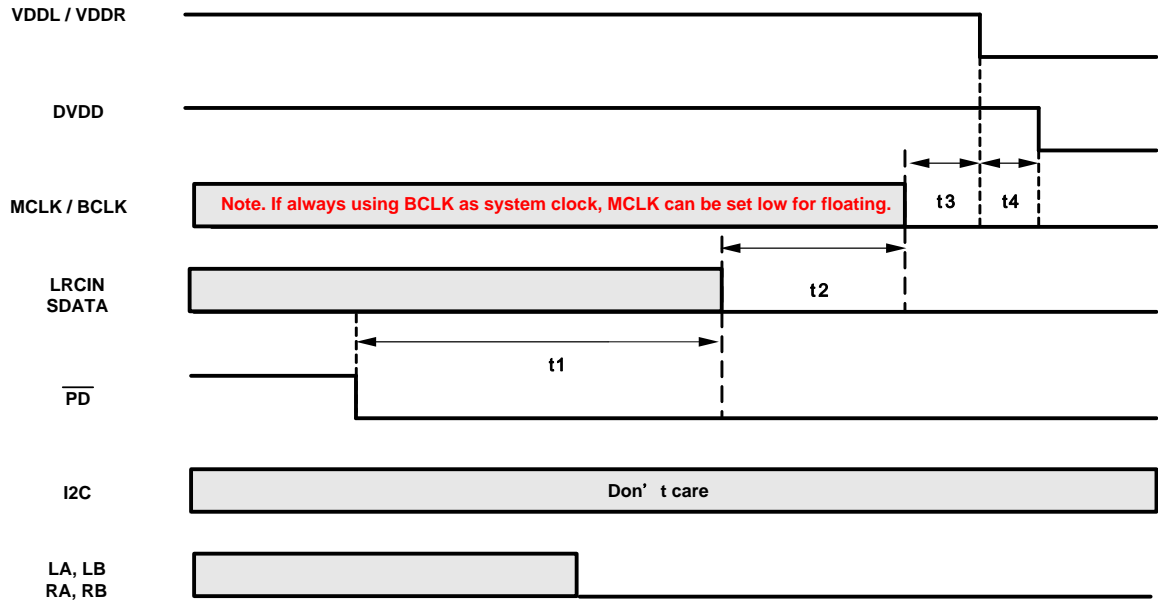 VDDL / VDDR
DVDD
t3
t4
MCLK / BCLK
Note. If always using BCLK as system clock, MCLK can be set low for floating.
LRCIN
SDATA
t2
t1
PD
I2C
Don’ t care
LA, LB
RA, RB